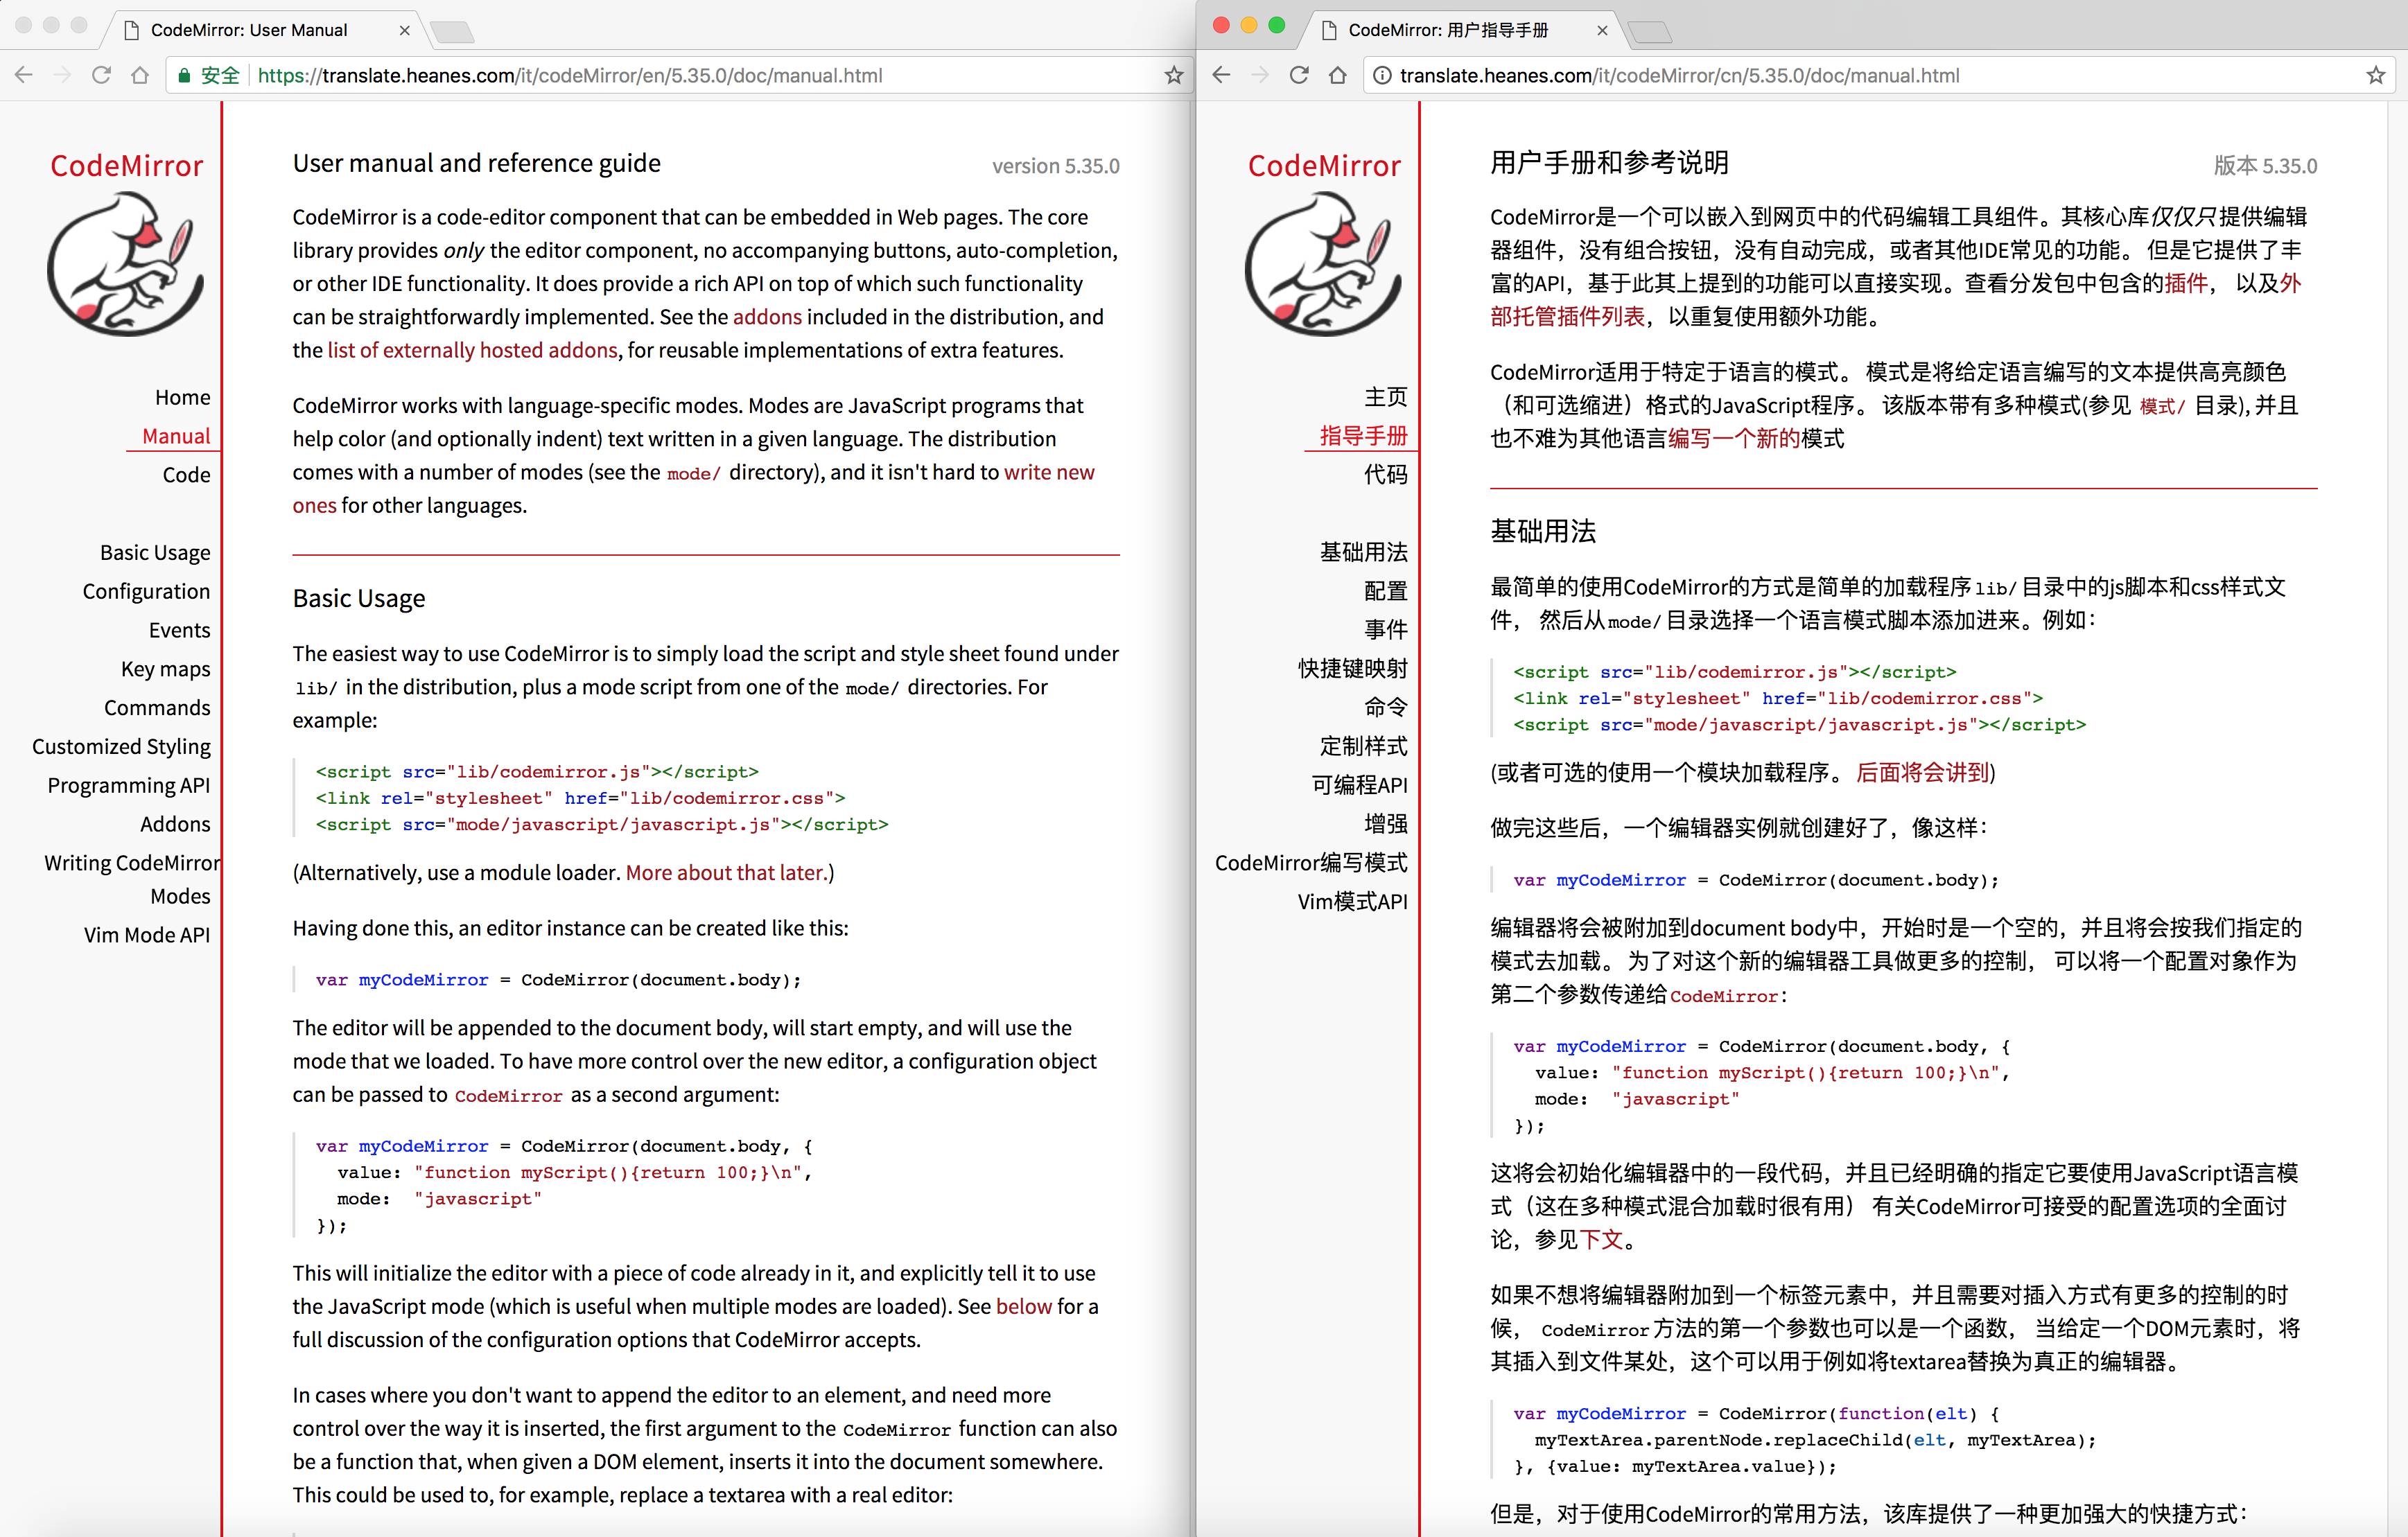 CodeMirror: User Manual
安全
https://translate.heanes.com/it/codeMirror/en/5.35.0/doc/manual.html
CodeMirror
Home
Manual
Code
Basic Usage
Configuration
Events
Key maps
Commands
Customized Styling
Programming API
Addons
Writing CodeMirror
Modes
Vim Mode API
User manual and reference guide
version 5.35.0
CodeMirror is a code-editor component that can be embedded in Web pages. The core
library provides only the editor component, no accompanying buttons, auto-completion,
or other IDE functionality. It does provide a rich API on top of which such functionality
can be straightforwardly implemented. See the addons included in the distribution, and
the list of externally hosted addons, for reusable implementations of extra features.
CodeMirror works with language-specific modes. Modes are JavaScript programs that
help color (and optionally indent) text written in a given language. The distribution
comes with a number of modes (see the mode/ directory), and it isn't hard to write new
ones for other languages.
Basic Usage
The easiest way to use CodeMirror is to simply load the script and style sheet found under
lib/ in the distribution, plus a mode script from one of the mode/ directories. For
example:
<script src="lib/codemirror.js"></script>
<link rel="stylesheet" href="lib/codemirror.css">
<script src="mode/javascript/javascript.js"></script>
(Alternatively, use a module loader. More about that later.)
Having done this, an editor instance can be created like this:
var myCodeMirror = CodeMirror(document.body);
The editor will be appended to the document body, will start empty, and will use the
mode that we loaded. To have more control over the new editor, a configuration object
can be passed to CodeMirror as a second argument:
var myCodeMirror = CodeMirror(document.body, {
  value: "function myScript(){return 100;}\n",
  mode:  "javascript"
});
This will initialize the editor with a piece of code already in it, and explicitly tell it to use
the JavaScript mode (which is useful when multiple modes are loaded). See below for a
full discussion of the configuration options that CodeMirror accepts.
In cases where you don't want to append the editor to an element, and need more
control over the way it is inserted, the first argument to the CodeMirror function can also
be a function that, when given a DOM element, inserts it into the document somewhere.
This could be used to, for example, replace a textarea with a real editor:
CodeMirror: 用户指导手册
translate.heanes.com/it/codeMirror/cn/5.35.0/doc/manual.html
CodeMirror
主页
指导手册
代码
基础用法
配置
事件
快捷键映射
命令
定制样式
可编程API
增强
CodeMirror编写模式
Vim模式API
用户手册和参考说明
版本 5.35.0
CodeMirror是一个可以嵌入到网页中的代码编辑工具组件。其核心库仅仅只提供编辑
器组件，没有组合按钮，没有自动完成，或者其他IDE常见的功能。 但是它提供了丰
富的API，基于此其上提到的功能可以直接实现。查看分发包中包含的插件， 以及外
部托管插件列表，以重复使用额外功能。
CodeMirror适用于特定于语言的模式。 模式是将给定语言编写的文本提供高亮颜色
（和可选缩进）格式的JavaScript程序。 该版本带有多种模式(参见 模式/ 目录), 并且
也不难为其他语言编写一个新的模式
基础用法
最简单的使用CodeMirror的方式是简单的加载程序lib/目录中的js脚本和css样式文
件， 然后从mode/目录选择一个语言模式脚本添加进来。例如：
<script src="lib/codemirror.js"></script>
<link rel="stylesheet" href="lib/codemirror.css">
<script src="mode/javascript/javascript.js"></script>
(或者可选的使用一个模块加载程序。 后面将会讲到)
做完这些后，一个编辑器实例就创建好了，像这样：
var myCodeMirror = CodeMirror(document.body);
编辑器将会被附加到document body中，开始时是一个空的，并且将会按我们指定的
模式去加载。 为了对这个新的编辑器工具做更多的控制， 可以将一个配置对象作为
第二个参数传递给CodeMirror：
var myCodeMirror = CodeMirror(document.body, {
  value: "function myScript(){return 100;}\n",
  mode:  "javascript"
});
这将会初始化编辑器中的一段代码，并且已经明确的指定它要使用JavaScript语言模
式（这在多种模式混合加载时很有用） 有关CodeMirror可接受的配置选项的全面讨
论，参见下文。
如果不想将编辑器附加到一个标签元素中，并且需要对插入方式有更多的控制的时
候， CodeMirror方法的第一个参数也可以是一个函数， 当给定一个DOM元素时，将
其插入到文件某处，这个可以用于例如将textarea替换为真正的编辑器。
var myCodeMirror = CodeMirror(function(elt) {
  myTextArea.parentNode.replaceChild(elt, myTextArea);
}, {value: myTextArea.value});
但是，对于使用CodeMirror的常用方法，该库提供了一种更加强大的快捷方式：